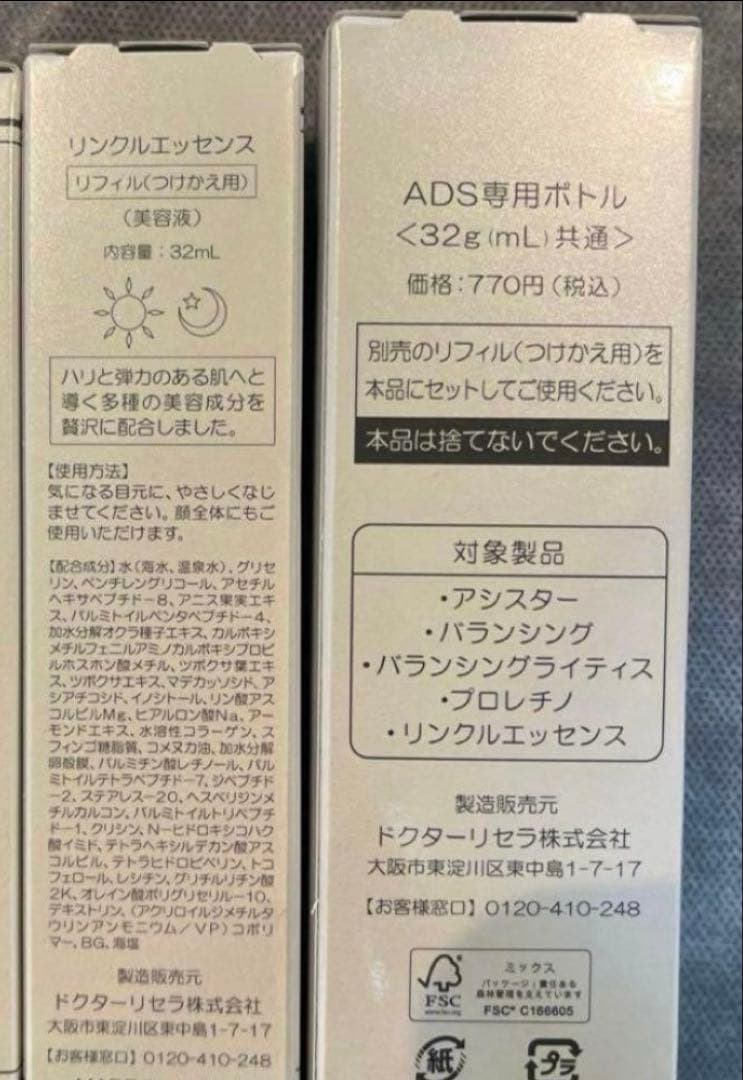 リンクルエッセンス
リフィル(つけかえ用)
(美容液)
内容量：32mL
ハリと弾力のある肌へと
導く多種の美容成分を
贅沢に配合しました。
【使用方法】
気になる目元に、やさしくなじ
ませてください。顔全体にもご
使用いただけます。
【配合成分】水(海水、温泉水)、グリセ
リン、ペンチレングリコール、アセチル
ヘキサペプチド－8、アニス果実エキ
ス、パルミトイルペンタペプチド－4、
加水分解オクラ種子エキス、カルボキシ
メチルフェニルアミノカルボキシプロピ
ルホスホン酸メチル、ツボクサ葉エキ
ス、ツボクサエキス、マデカッソシド、ア
シアチコシド、イノシトール、リン酸アス
コルビルMg、ヒアルロン酸Na、アー
モンドエキス、水溶性コラーゲン、ス
フィンゴ糖脂質、コメヌカ油、加水分解
卵殻膜、パルミチン酸レチノール、パル
ミトイルテトラペプチド－7、ジペプチド
－2、ステアレス－20、ヘスペリジンメ
チルカルコン、パルミトイルトリペプチ
ド－1、クリシン、N－ヒドロキシコハク
酸イミド、テトラヘキシルデカン酸アス
コルビル、テトラヒドロピペリン、トコ
フェロール、レシチン、グリチルリチン酸
2K、オレイン酸ポリグリセリル－10、
デキストリン、(アクリロイルジメチルタ
ウリンアンモニウム／VP)コポリ
マー、BG、海塩
製造販売元
ドクターリセラ株式会社
大阪市東淀川区東中島1-7-17
【お客様窓口】0120-410-248
ADS専用ボトル
＜32g(mL)共通＞
価格：770円(税込)
別売のリフィル(つけかえ用)を
本品にセットしてご使用ください。
本品は捨てないでください。
対象製品
・アシスター
・バランシング
・バランシングライティス
・プロレチノ
・リンクルエッセンス
製造販売元
ドクターリセラ株式会社
大阪市東淀川区東中島1-7-17
【お客様窓口】0120-410-248
FSC
www.fsc.org
ミックス
パッケージ｜責任ある
森林管理を支えています
FSC® C166605
紙
プラ